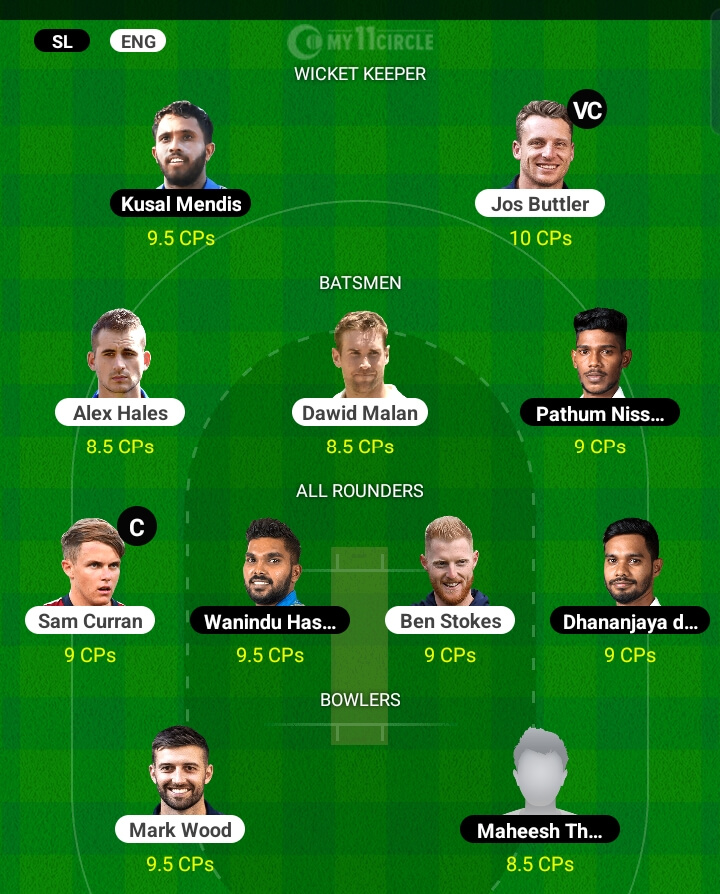 SL ENG
MY11CIRCLE
WICKET KEEPER
VC
Kusal Mendis Jos Buttler
9.5 CPs 10 CPs
BATSMEN
Alex Hales Dawid Malan Pathum Niss...
8.5 CPs 8.5 CPs 9 CPs
ALL ROUNDERS
C
Sam Curran Wanindu Has... Ben Stokes Dhananjaya d...
9 CPs 9.5 CPs 9 CPs 9 CPs
BOWLERS
Mark Wood Maheesh Th...
9.5 CPs 8.5 CPs